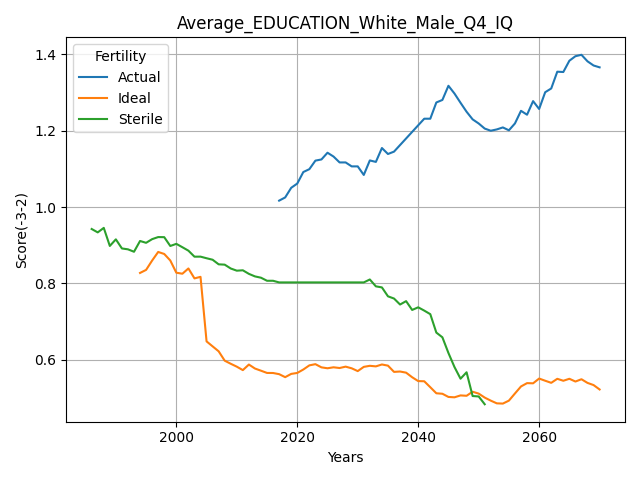 Average_EDUCATION_White_Male_Q4_IQ
Fertility
Actual
Ideal
Sterile
Score(-3-2)
1.4
1.2
1.0
0.8
0.6
2000
2020
2040
2060
Years